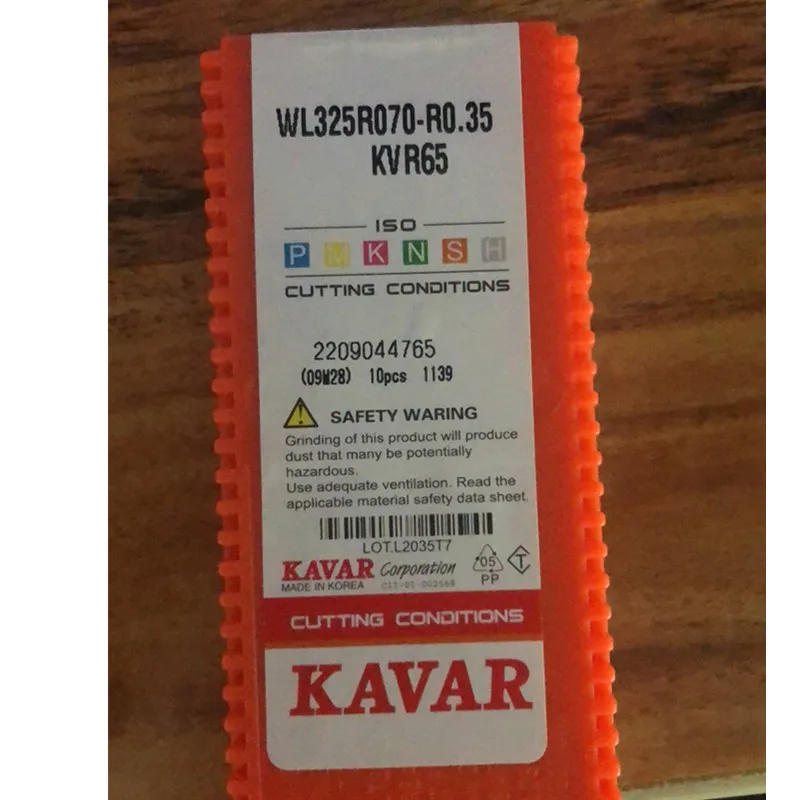 WL325R070-R0.35
KVR65
ISO
P M K N S H
CUTTING CONDITIONS
2209044765
(09M28) 10pcs 1139
SAFETY WARING
Grinding of this product will produce
dust that many be potentially
hazardous.
Use adequate ventilation. Read the
applicable material safety data sheet.
LOT.L2035T7
KAVAR Corporation
MADE IN KOREA
05
PP
T
CUTTING CONDITIONS
KAVAR